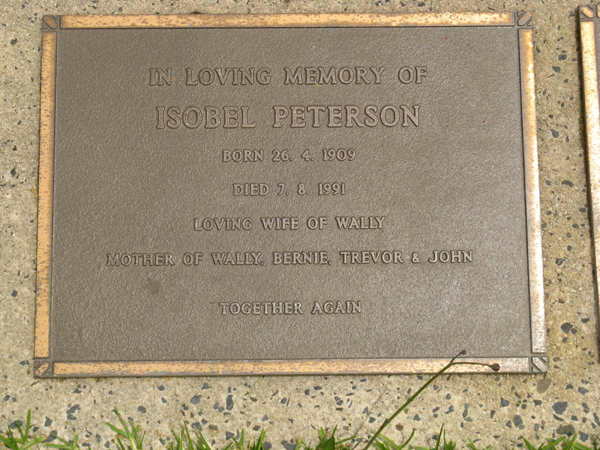 IN LOVING MEMORY OF
ISOBEL PETERSON
BORN 26. 4. 1909
DIED 7. 8. 1991
LOVING WIFE OF WALLY
MOTHER OF WALLY, BERNIE, TREVOR & JOHN
TOGETHER AGAIN